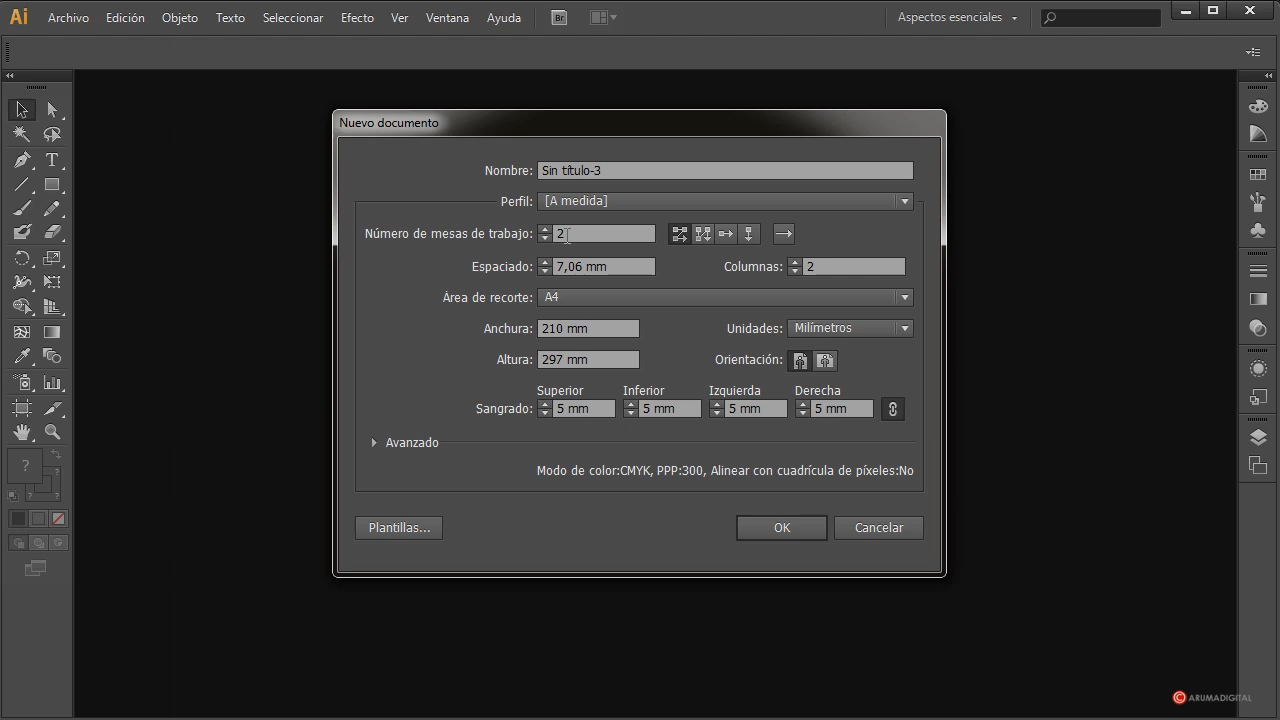 Ai Archivo Edición Objeto Texto Seleccionar Efecto Ver Ventana Ayuda Br Aspectos esenciales
Nuevo documento
Nombre: Sin título-3
Perfil: [A medida]
Número de mesas de trabajo: 2
Espaciado: 7,06 mm Columnas: 2
Área de recorte: A4
Anchura: 210 mm Unidades: Milímetros
Altura: 297 mm Orientación:
Superior Inferior Izquierda Derecha
Sangrado: 5 mm 5 mm 5 mm 5 mm
Avanzado
Modo de color:CMYK, PPP:300, Alinear con cuadrícula de píxeles:No
Plantillas... OK Cancelar
© ARUMADIGITAL